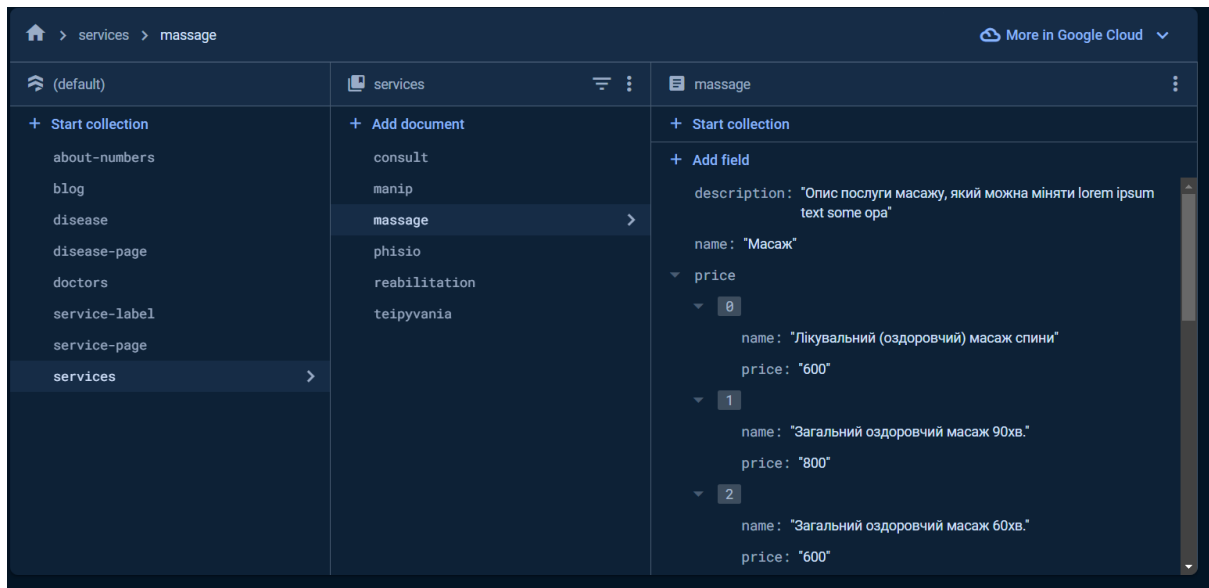 services > massage
More in Google Cloud
(default)
services
massage
+ Start collection
about-numbers
blog
disease
disease-page
doctors
service-label
service-page
services
+ Add document
consult
manip
massage
phisio
reabilitation
teipyvania
+ Start collection
+ Add field
description: "Опис послуги масажу, який можна міняти lorem ipsum
text some opa"
name: "Масаж"
price
0
name: "Лікувальний (оздоровчий) масаж спини"
price: "600"
1
name: "Загальний оздоровчий масаж 90хв."
price: "800"
2
name: "Загальний оздоровчий масаж 60хв."
price: "600"